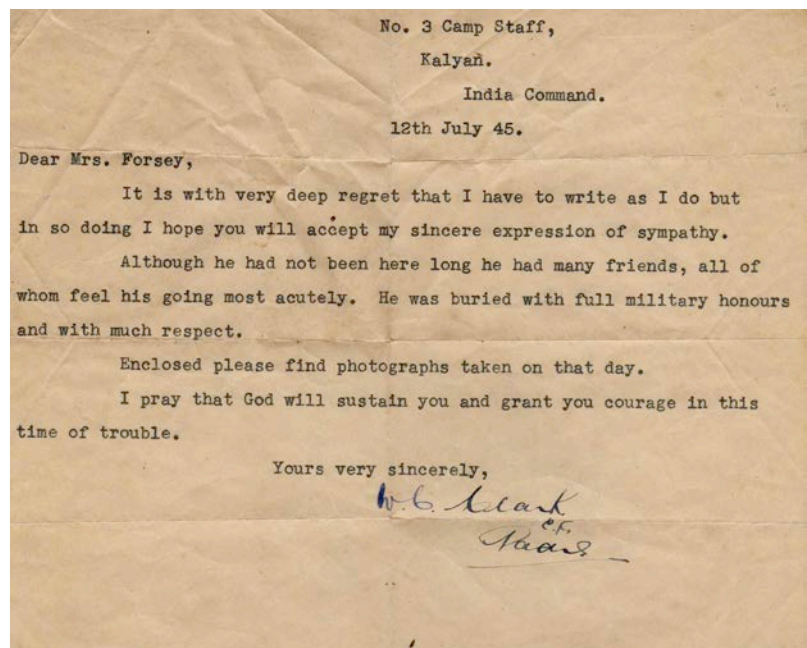 No. 3 Camp Staff,
Kalyan.
India Command.
12th July 45.
Dear Mrs. Forsey,
It is with very deep regret that I have to write as I do but
in so doing I hope you will accept my sincere expression of sympathy.
Although he had not been here long he had many friends, all of
whom feel his going most acutely. He was buried with full military honours
and with much respect.
Enclosed please find photographs taken on that day.
I pray that God will sustain you and grant you courage in this
time of trouble.
Yours very sincerely,
W. C.
C.F.